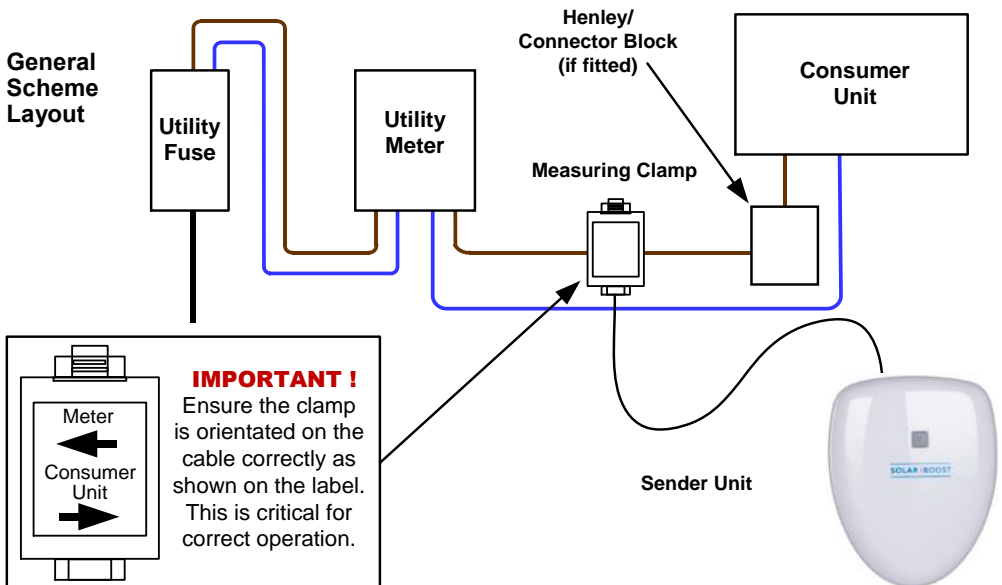 General
Scheme
Layout
Utility
Fuse
Utility
Meter
Henley/
Connector Block
(if fitted)
Consumer
Unit
Measuring Clamp
Meter
Consumer
Unit
IMPORTANT !
Ensure the clamp
is orientated on the
cable correctly as
shown on the label.
This is critical for
correct operation.
Sender Unit
SOLAR iBOOST